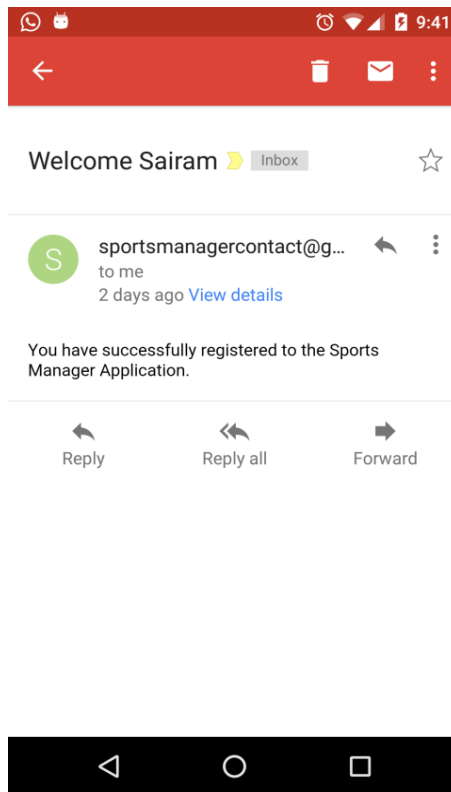 9:41
Welcome Sairam Inbox
S
sportsmanagercontact@g...
to me
2 days ago View details
You have successfully registered to the Sports
Manager Application.
Reply Reply all Forward